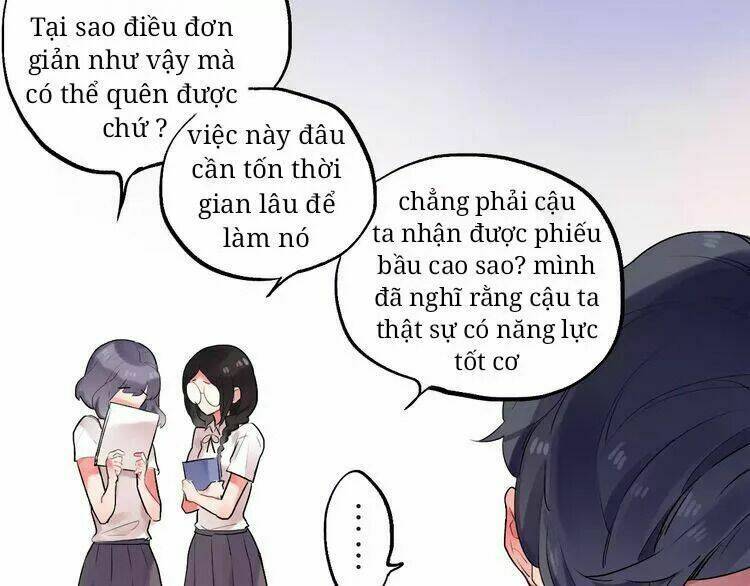 Tại sao điều đơn
giản như vậy mà
có thể quên được
chứ ?
việc này đâu
cần tốn thời
gian lâu để
làm nó
chẳng phải cậu
ta nhận được phiếu
bầu cao sao? mình
đã nghĩ rằng cậu ta
thật sự có năng lực
tốt cơ
......